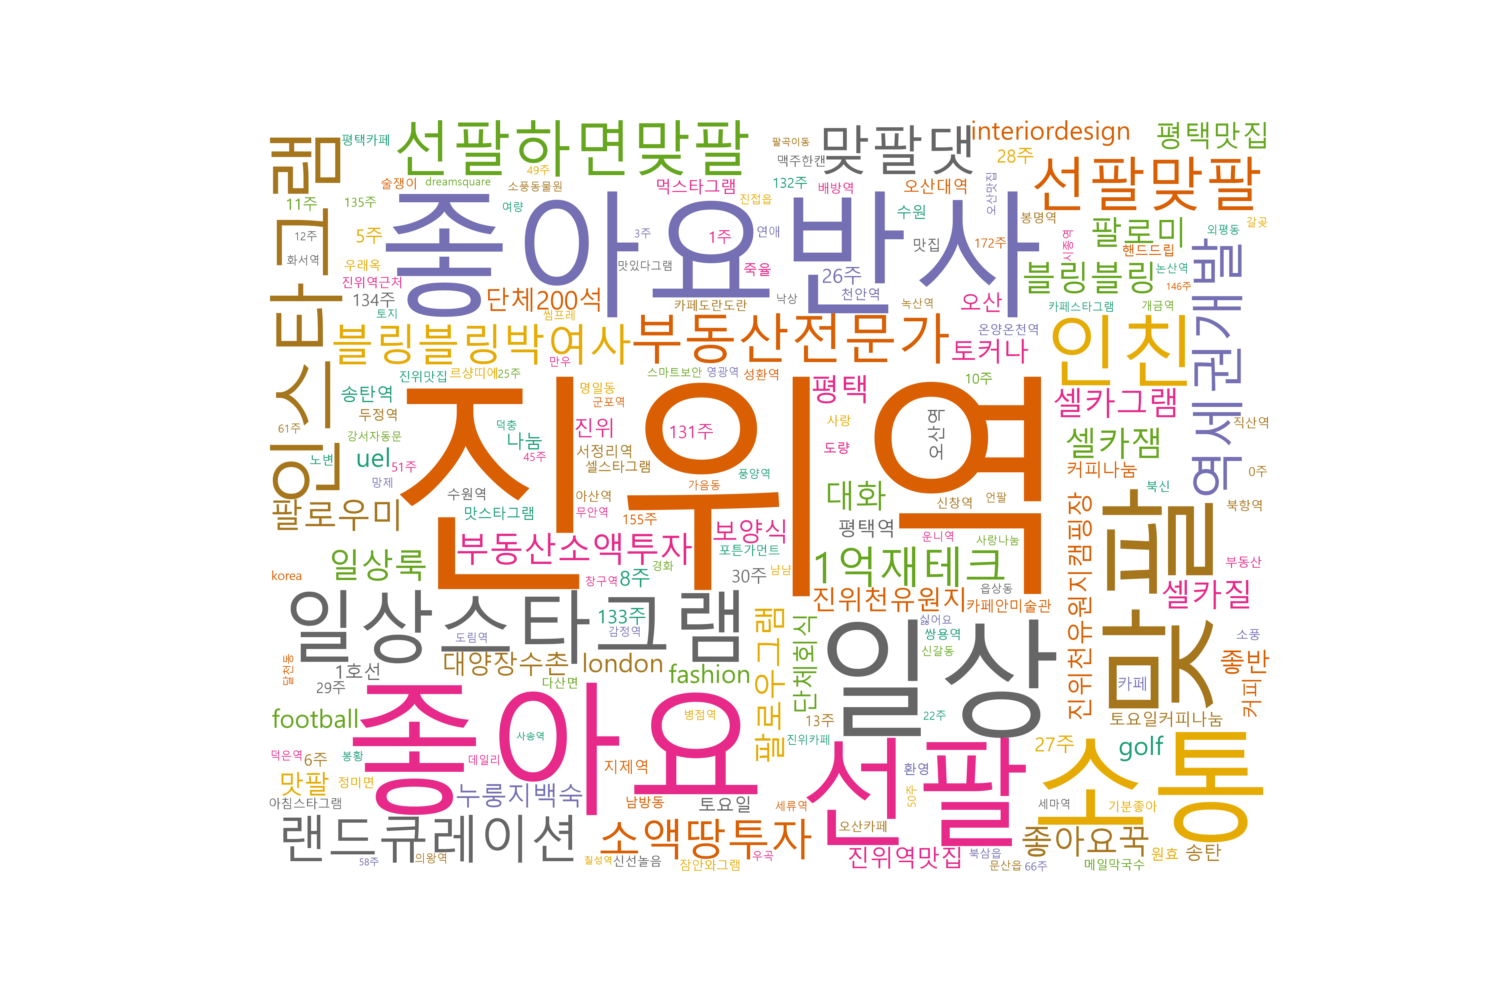 인스타그램
평택카페
선팔하면맞팔
49주
팔곡이동
맞팔댓
interiordesign
평택맛집
맥주한캔
28주
선팔맞팔
술쟁이
dreamsquare
소풍동물원
먹스타그램
132주
배방역
오산대역
오산맛집
11주
135주
여량
진접읍
갈곶
좋아요반사
수원
봉명역
팔로미
외평동
12주
5주
3주
1주
연애
맛집
172주
시종역
핸드드립
역세권개발
화서역
우래옥
맛있다그램
죽율
26주
블링블링
논산역
진위역근처
134주
단체200석
천안역
오산
146주
토지
씸프레
카페도란도란
낙상
녹산역
카페스타그램
개금역
블링블링박여사
부동산전문가
온양온천역
인친
토커나
만우
진위맛집
르샹띠에
25주
스마트보안
영광역
성환역
10주
송탄역
명일동
평택
셀카그램
두정역
군포역
진위역
61주
강서자동문
덕충
진위
131주
사랑
오산역
직산역
나눔
도량
셀카잼
노변
uel
51주
45주
서정리역
셀스타그램
커피나눔
0주
망제
풍양역
수원역
아산역
가음동
대화
신창역
언팔
북신
북항역
팔로우미
맛스타그램
무안역
155주
보양식
평택역
맞팔
진위천유원지캠핑장
부동산소액투자
포튼가먼트
운니역
사랑나눔
일상룩
경화
남남
1억재테크
부동산
korea
창구역
8주
30주
읍상동
셀카질
일상스타그램
진위천유원지
카페안미술관
133주
싫어요
감정역
팔로우그램
단체회식
일상
쌍용역
도림역
소풍
달천동
1호선
대양장수촌
london
fashion
신갈동
좋반
29주
다산면
카페
커피
football
좋아요
병점역
13주
22주
토요일커피나눔
사송역
진위카페
선팔
27주
golf
소통
덕은역
6주
봉황
데일리
지제역
환영
맛팔
정미면
누룽지백숙
50주
아침스타그램
남방동
토요일
세류역
세마역
기분좋아
랜드큐레이션
소액땅투자
오산카페
좋아요꾹
58주
의왕역
칠성역
신선놀음
잠안와그램
우곡
진위역맛집
북삼읍
문산읍
66주
원효
송탄
메밀막국수